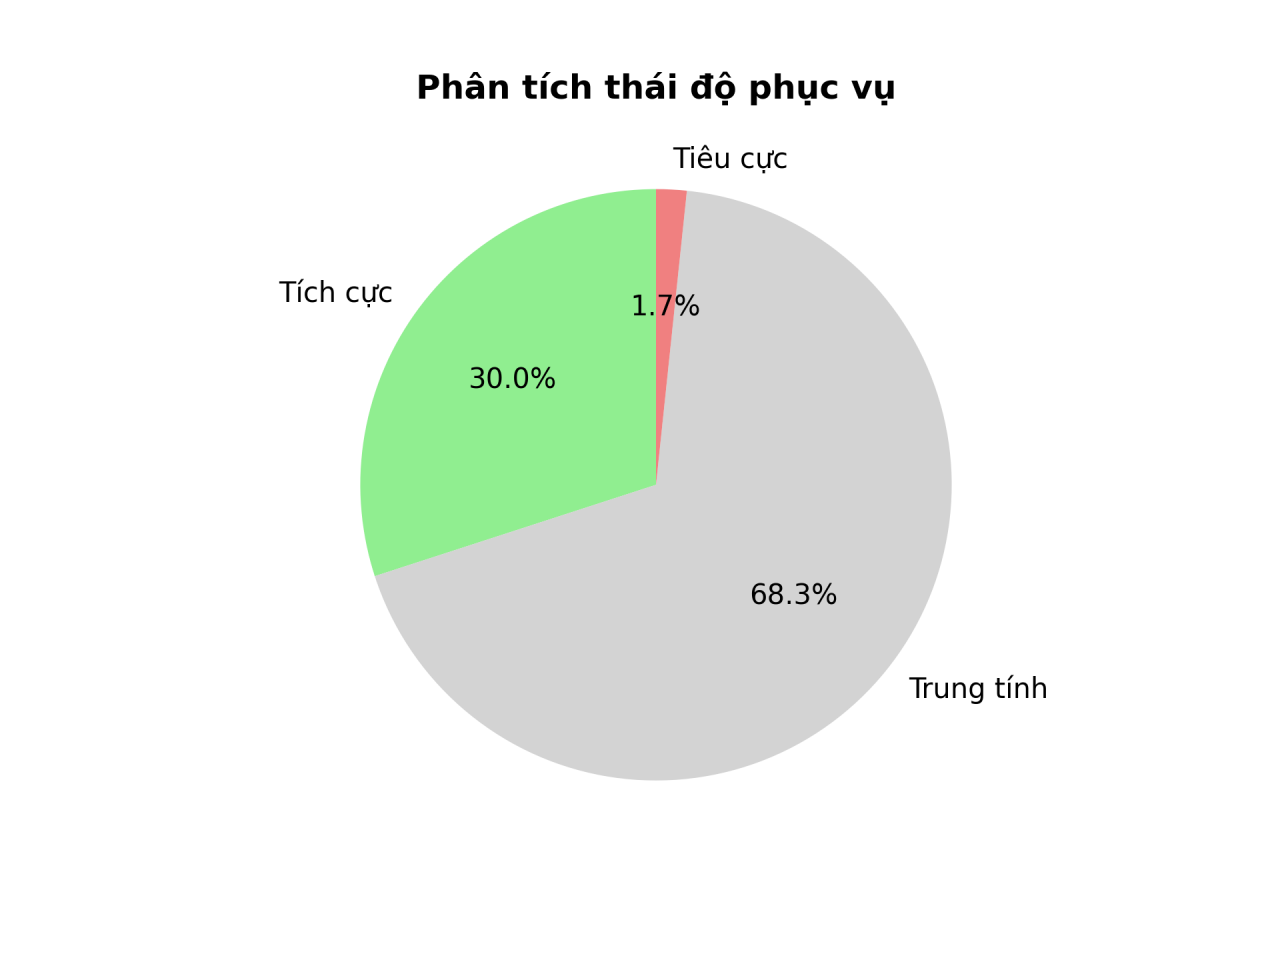 Phân tích thái độ phục vụ
Tiêu cực
Tích cực
1.7%
30.0%
68.3%
Trung tính